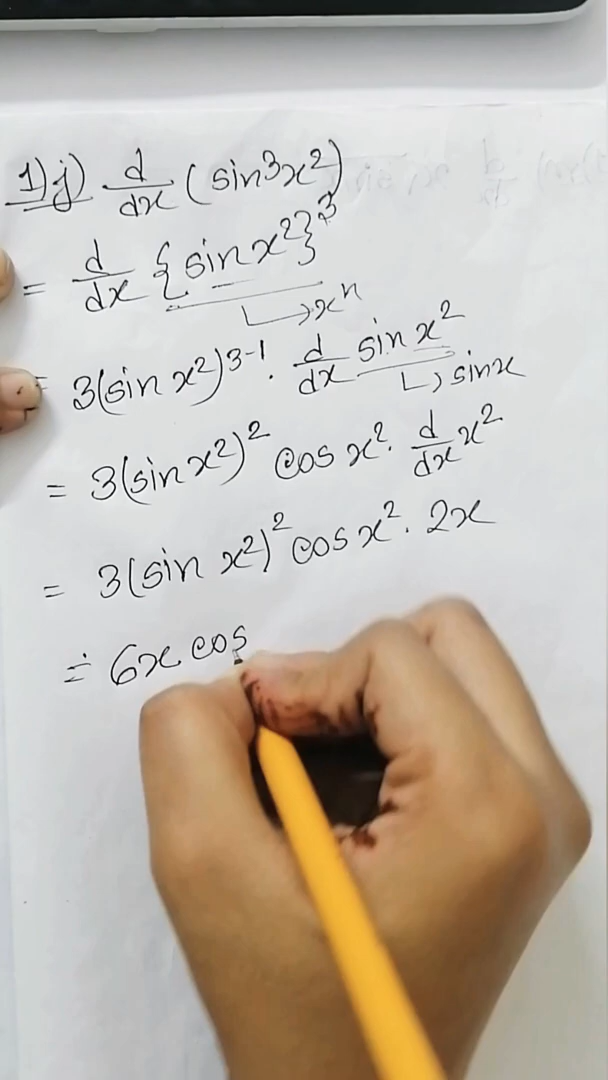 1)j) d/dx (sin³x²)
= d/dx {sin x²}³
↳ xⁿ
= 3(sin x²)³⁻¹ · d/dx sin x²
↳ sinx
= 3(sin x²)² cos x² · d/dx x²
= 3(sin x²)² cos x² · 2x
= 6x cos